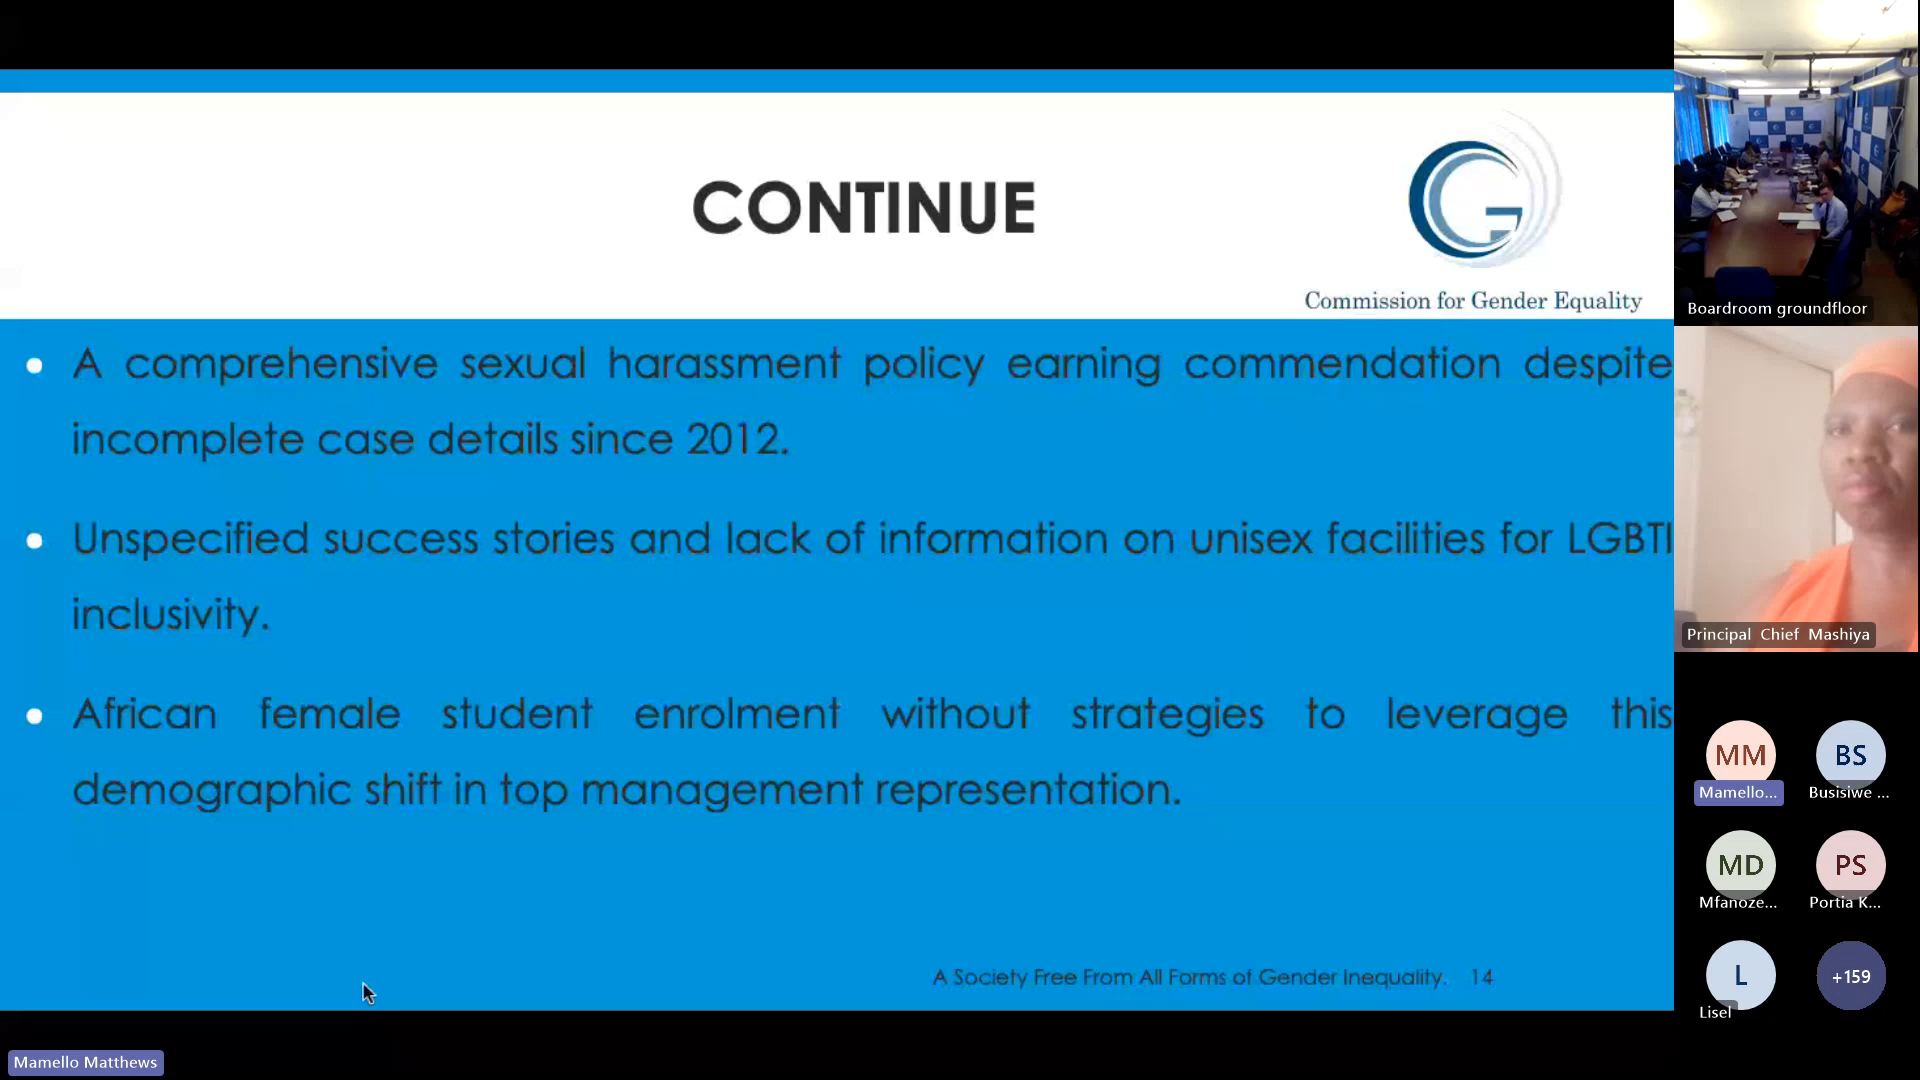 CONTINUE
Commission for Gender Equality
• A comprehensive sexual harassment policy earning commendation despite
incomplete case details since 2012.
• Unspecified success stories and lack of information on unisex facilities for LGBTI
inclusivity.
• African female student enrolment without strategies to leverage this
demographic shift in top management representation.
A Society Free From All Forms of Gender Inequality. 14
Mamello Matthews
Boardroom groundfloor
Principal Chief Mashiya
MM
Mamello...
BS
Busisiwe ...
MD
Mfanoze...
PS
Portia K...
L
Lisel
+159